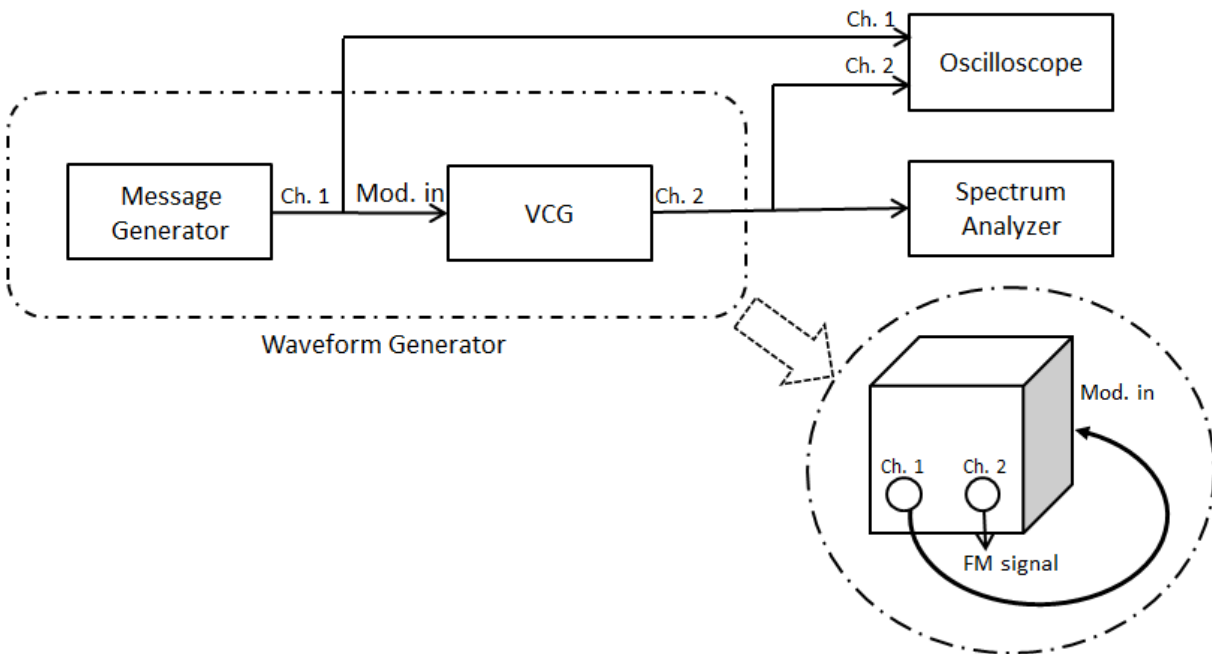 Ch. 1
Oscilloscope
Ch. 2
Message
Generator
Ch. 1
Mod. in
VCG
Ch. 2
Spectrum
Analyzer
Waveform Generator
Mod. in
Ch. 1
Ch. 2
FM signal